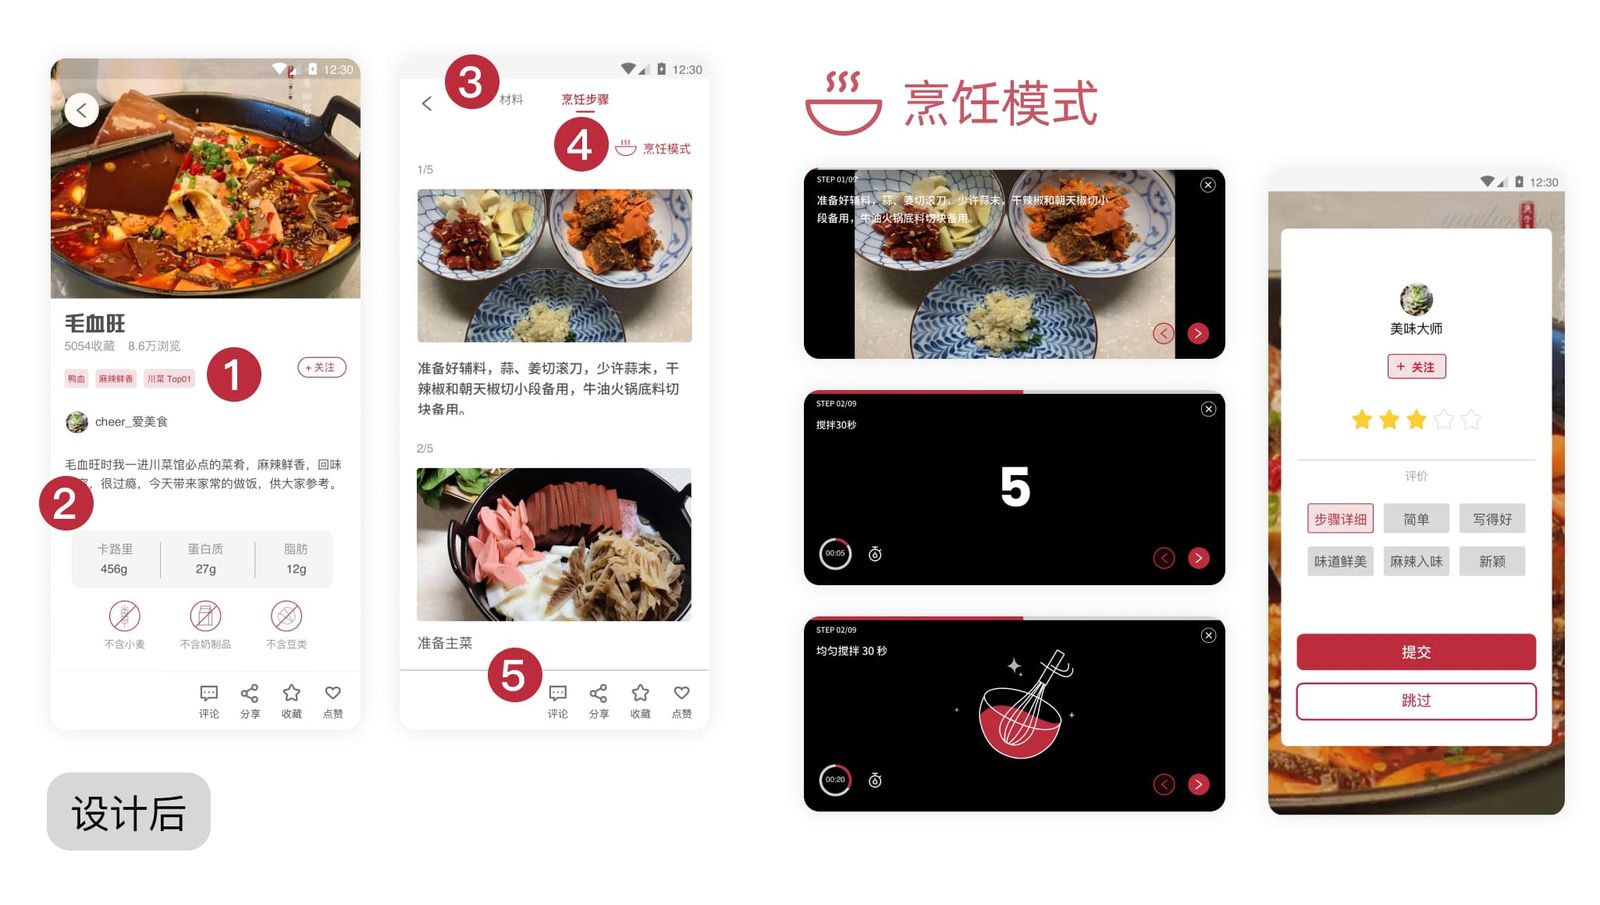 12:30
毛血旺
5054收藏 8.6万浏览
1
+ 关注
鸭血 麻辣鲜香 川菜 Top01
cheer_爱美食
毛血旺时我一进川菜馆必点的菜肴，麻辣鲜香，回味
，很过瘾，今天带来家常的做饭，供大家参考。
2
卡路里 蛋白质 脂肪
456g 27g 12g
不含小麦 不含奶制品 不含豆类
评论 分享 收藏 点赞
设计后
12:30
3
材料 烹饪步骤
4
烹饪模式
1/5
准备好辅料，蒜、姜切滚刀，少许蒜末，干
辣椒和朝天椒切小段备用，牛油火锅底料切
块备用。
2/5
准备主菜
5
评论 分享 收藏 点赞
烹饪模式
STEP 01/09
准备好辅料，蒜、姜切滚刀，少许蒜末，干辣椒和朝天椒切小
段备用，牛油火锅底料切块备用。
STEP 02/09
搅拌30秒
5
00:05
STEP 02/09
均匀搅拌 30 秒
00:20
12:30
美味大师
+ 关注
评价
步骤详细 简单 写得好
味道鲜美 麻辣入味 新颖
提交
跳过